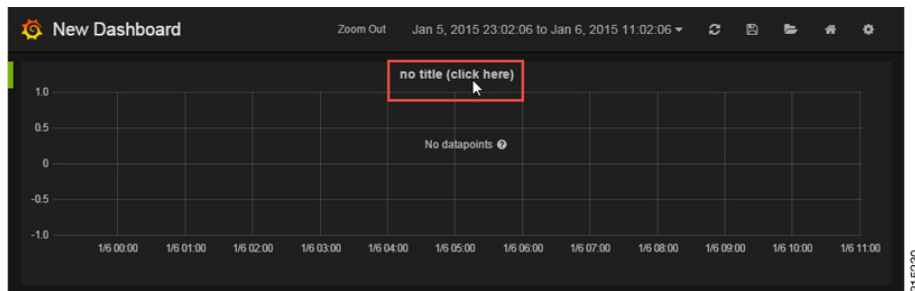 New Dashboard
Zoom Out Jan 5, 2015 23:02:06 to Jan 6, 2015 11:02:06
no title (click here)
1.0
0.5
No datapoints
0
-0.5
-1.0
1/6 00:00 1/6 01:00 1/6 02:00 1/6 03:00 1/6 04:00 1/6 05:00 1/6 06:00 1/6 07:00 1/6 08:00 1/6 09:00 1/6 10:00 1/6 11:00